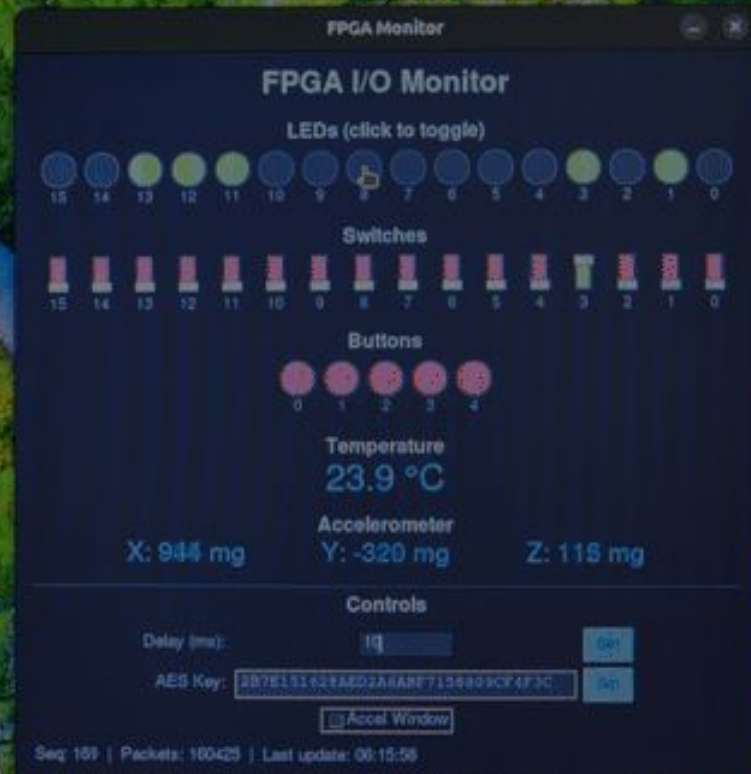 FPGA Monitor
FPGA I/O Monitor
LEDs (click to toggle)
15 14 13 12 11 10 9 8 7 6 5 4 3 2 1 0
Switches
15 14 13 12 11 10 9 8 7 6 5 4 3 2 1 0
Buttons
0 1 2 3 4
Temperature
23.9 °C
Accelerometer
X: 944 mg Y: -320 mg Z: 115 mg
Controls
Delay (ms): 10 Set
AES Key: 2B7E151628AED2A6ABF7158809CF4F3C Set
Accel Window
Seq: 169 | Packets: 160425 | Last update: 06:15:56